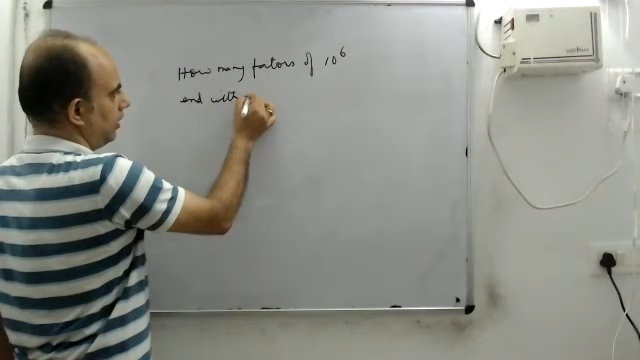 How many factors of 10⁶
end with